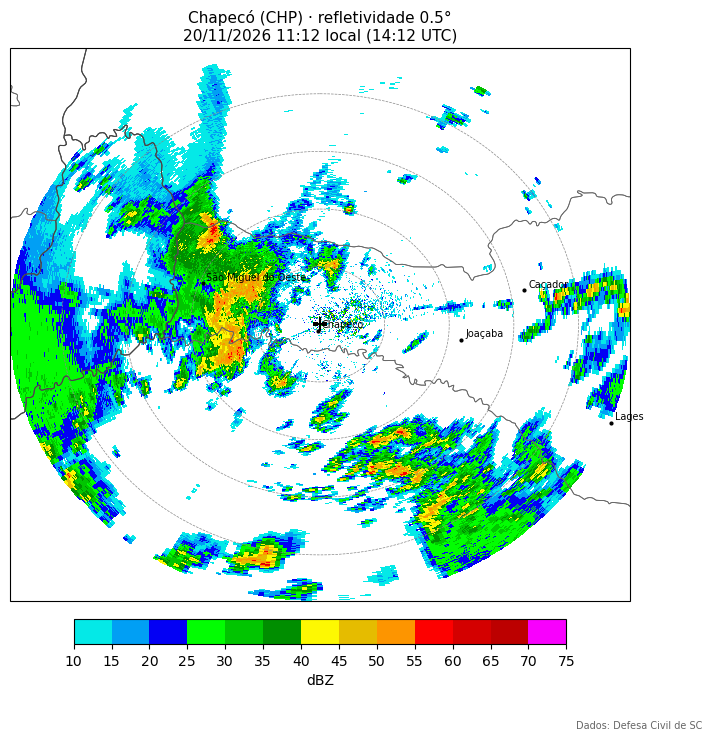 Chapecó (CHP) · refletividade 0.5°
20/11/2026 11:12 local (14:12 UTC)
São Miguel do Oeste
Caçador
Chapecó
Joaçaba
Lages
10 15 20 25 30 35 40 45 50 55 60 65 70 75
dBZ
Dados: Defesa Civil de SC